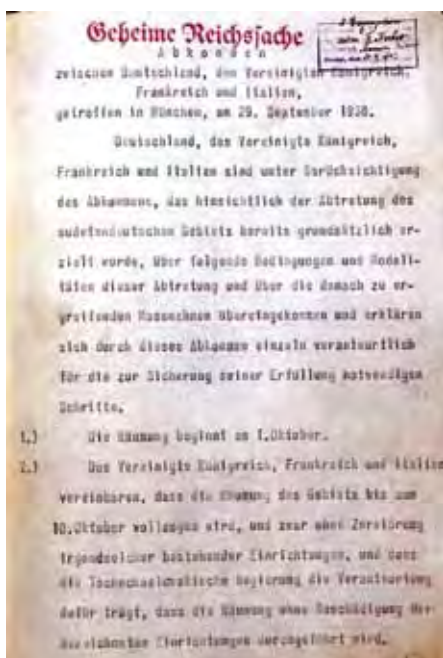 Geheime Reichssache
Abkommen
zwischen Deutschland, dem Vereinigten Königreich,
Frankreich und Italien,
getroffen in München, am 29. September 1938.
Deutschland, das Vereinigte Königreich,
Frankreich und Italien sind unter Berücksichtigung
des Abkommens, das hinsichtlich der Abtretung des
sudetendeutschen Gebiets bereits grundsätzlich er-
zielt wurde, über folgende Bedingungen und Modali-
täten dieser Abtretung und über die danach zu er-
greifenden Massnahmen übereingekommen und erklären
sich durch dieses Abkommen einzeln verantwortlich
für die zur Sicherung seiner Erfüllung notwendigen
Schritte.
1.) Die Räumung beginnt am 1.Oktober.
2.) Das Vereinigte Königreich, Frankreich und Italien
vereinbaren, dass die Räumung des Gebiets bis zum
10.Oktober vollzogen wird, und zwar ohne Zerstörung
irgendwelcher bestehender Einrichtungen, und dass
die Tschechoslowakische Regierung die Verantwortung
dafür trägt, dass die Räumung ohne Beschädigung der
bezeichneten Einrichtungen durchgeführt wird.